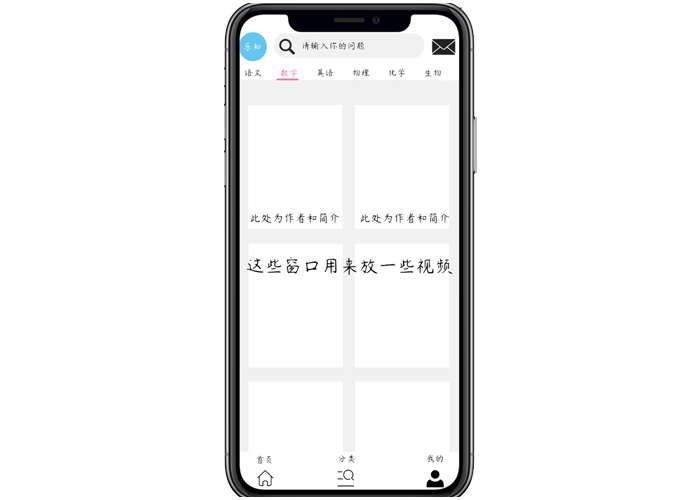 乐知
请输入你的问题
语文 数学 英语 物理 化学 生物
此处为作者和简介 此处为作者和简介
这些窗口用来放一些视频
首页 分类 我的